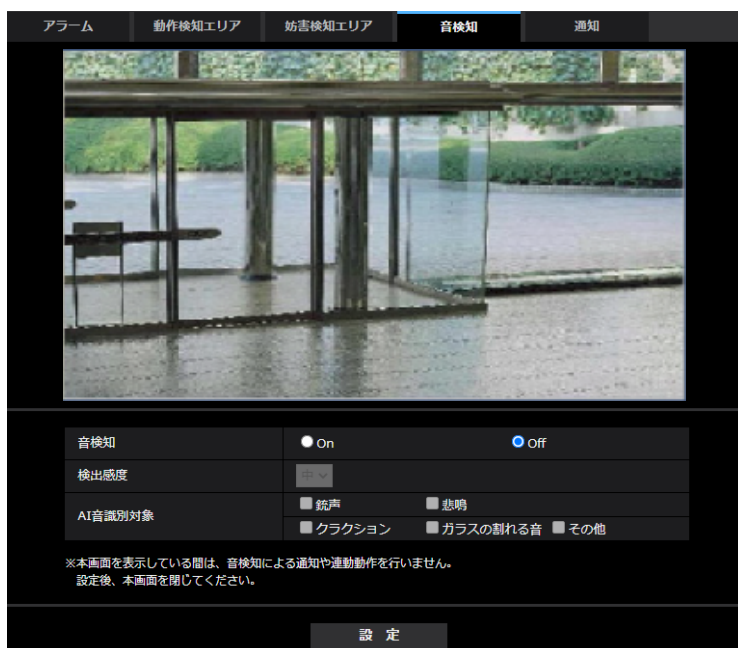 アラーム 動作検知エリア 妨害検知エリア 音検知 通知
音検知 On Off
検出感度 中
AI音識別対象 銃声 悲鳴
クラクション ガラスの割れる音 その他
※本画面を表示している間は、音検知による通知や連動動作を行いません。
設定後、本画面を閉じてください。
設 定